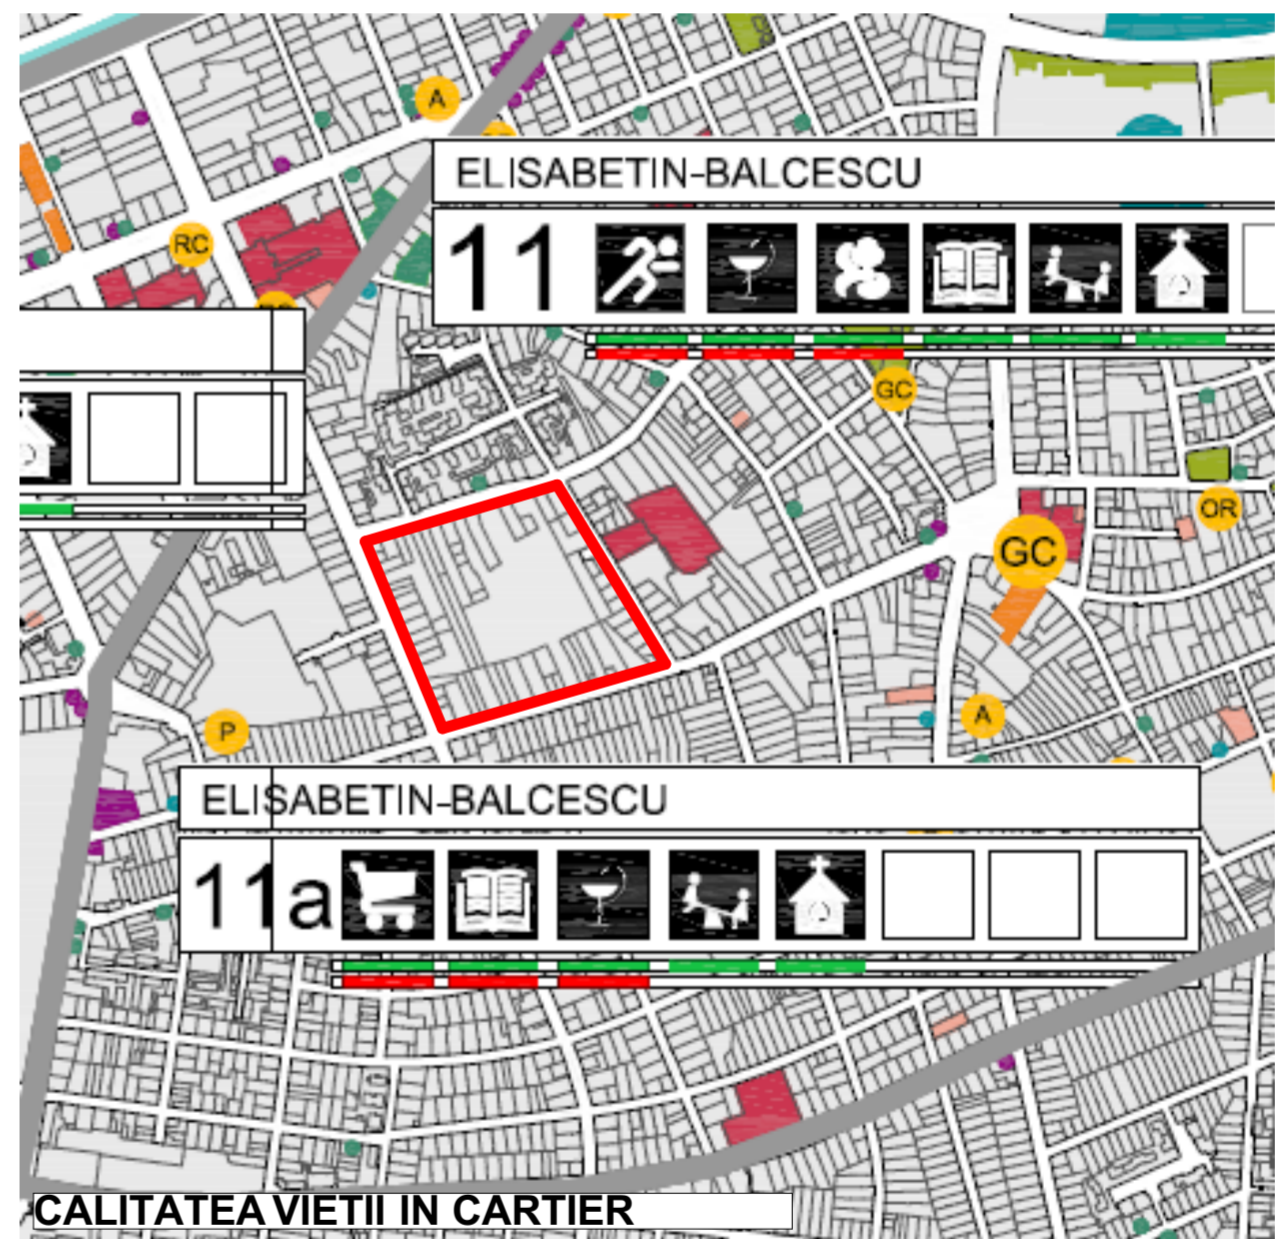 A
ELISABETIN-BALCESCU
RC
11
GC
OR
GC
A
P
ELISABETIN-BALCESCU
11a
CALITATEA VIETII IN CARTIER